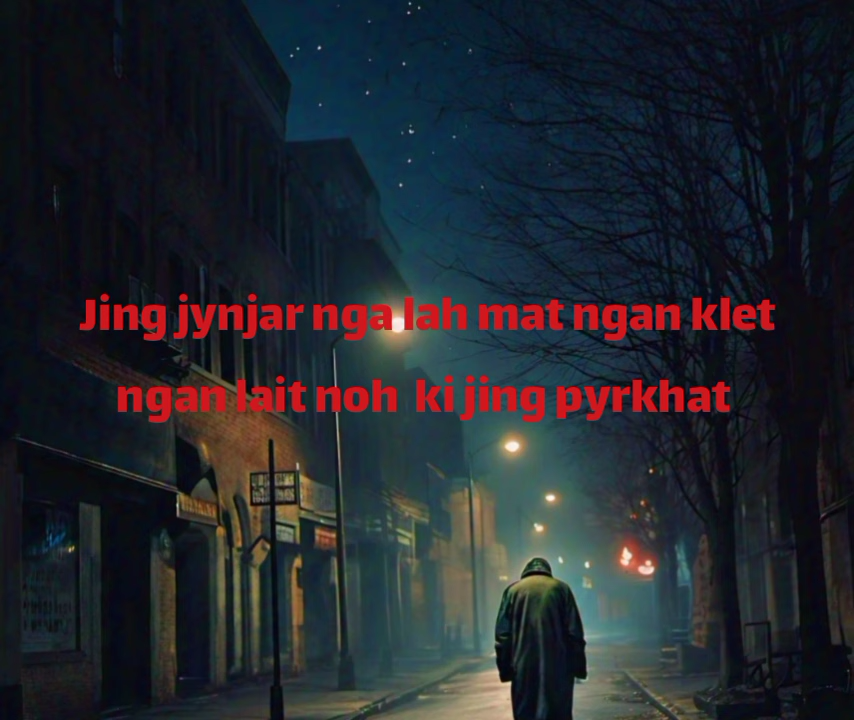 Jing jynjar nga lah mat ngan klet
ngan lait noh ki jing pyrkhat